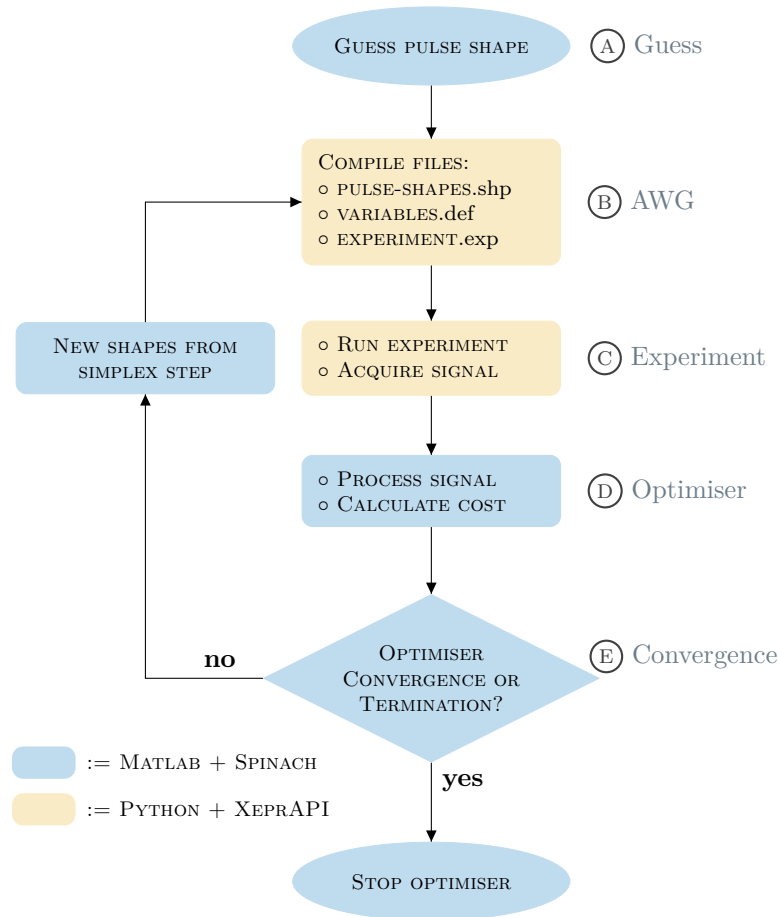 GUESS PULSE SHAPE
A Guess
COMPILE FILES:
○ PULSE-SHAPES.shp
○ VARIABLES.def
○ EXPERIMENT.exp
B AWG
NEW SHAPES FROM
SIMPLEX STEP
○ RUN EXPERIMENT
○ ACQUIRE SIGNAL
C Experiment
○ PROCESS SIGNAL
○ CALCULATE COST
D Optimiser
OPTIMISER
CONVERGENCE OR
TERMINATION?
E Convergence
no
yes
:= MATLAB + SPINACH
:= PYTHON + XEPRAPI
STOP OPTIMISER